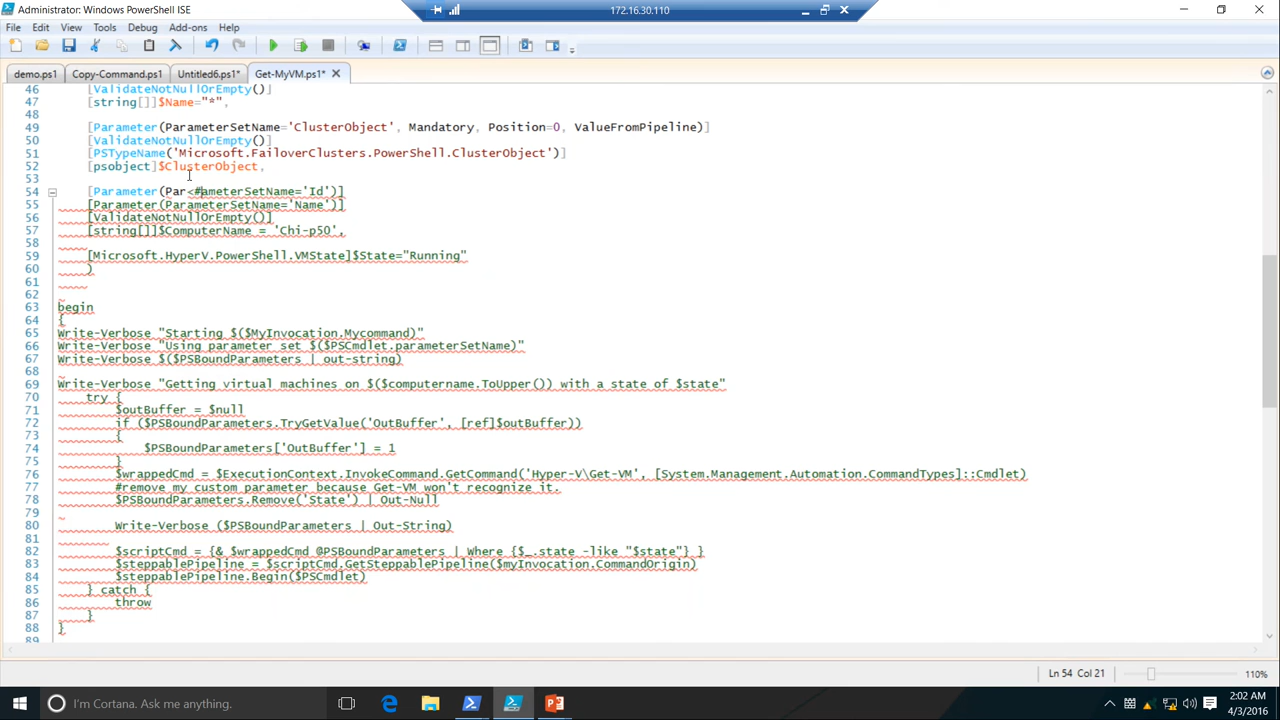 Administrator: Windows PowerShell ISE
172.16.30.110
File Edit View Tools Debug Add-ons Help
demo.ps1 Copy-Command.ps1 Untitled6.ps1* Get-MyVM.ps1*
46 [ValidateNotNullOrEmpty()]
47 [string[]]$Name="*",
48
49 [Parameter(ParameterSetName='ClusterObject', Mandatory, Position=0, ValueFromPipeline)]
50 [ValidateNotNullOrEmpty()]
51 [PSTypeName('Microsoft.FailoverClusters.PowerShell.ClusterObject')]
52 [psobject]$ClusterObject,
53
54 [Parameter(Par<#ameterSetName='Id')]
55 [Parameter(ParameterSetName='Name')]
56 [ValidateNotNullOrEmpty()]
57 [string[]]$ComputerName = 'Chi-p50',
58
59 [Microsoft.HyperV.PowerShell.VMState]$State="Running"
60 )
61
62
63 begin
64 {
65 Write-Verbose "Starting $($MyInvocation.Mycommand)"
66 Write-Verbose "Using parameter set $($PSCmdlet.parameterSetName)"
67 Write-Verbose $($PSBoundParameters | out-string)
68
69 Write-Verbose "Getting virtual machines on $($computername.ToUpper()) with a state of $state"
70 try {
71 $outBuffer = $null
72 if ($PSBoundParameters.TryGetValue('OutBuffer', [ref]$outBuffer))
73 {
74 $PSBoundParameters['OutBuffer'] = 1
75 }
76 $wrappedCmd = $ExecutionContext.InvokeCommand.GetCommand('Hyper-V\Get-VM', [System.Management.Automation.CommandTypes]::Cmdlet)
77 #remove my custom parameter because Get-VM won't recognize it.
78 $PSBoundParameters.Remove('State') | Out-Null
79
80 Write-Verbose ($PSBoundParameters | Out-String)
81
82 $scriptCmd = {& $wrappedCmd @PSBoundParameters | Where {$_.state -like "$state"} }
83 $steppablePipeline = $scriptCmd.GetSteppablePipeline($myInvocation.CommandOrigin)
84 $steppablePipeline.Begin($PSCmdlet)
85 } catch {
86 throw
87 }
88 }
89
Ln 54 Col 21
110%
I'm Cortana. Ask me anything.
2:02 AM
4/3/2016